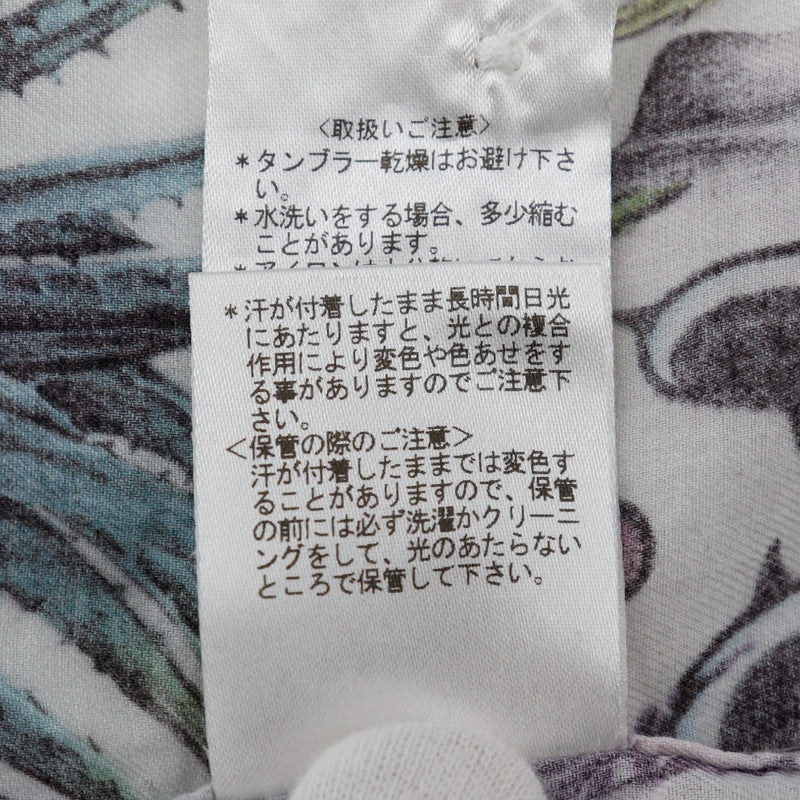 <取扱いご注意>
*タンブラー乾燥はお避け下さ
い。
*水洗いをする場合、多少縮む
ことがあります。
*汗が付着したまま長時間日光
にあたりますと、光との複合
作用により変色や色あせをす
る事がありますのでご注意下
さい。
<保管の際のご注意>
汗が付着したままでは変色す
ることがありますので、保管
の前には必ず洗濯かクリーニ
ングをして、光のあたらない
ところで保管して下さい。